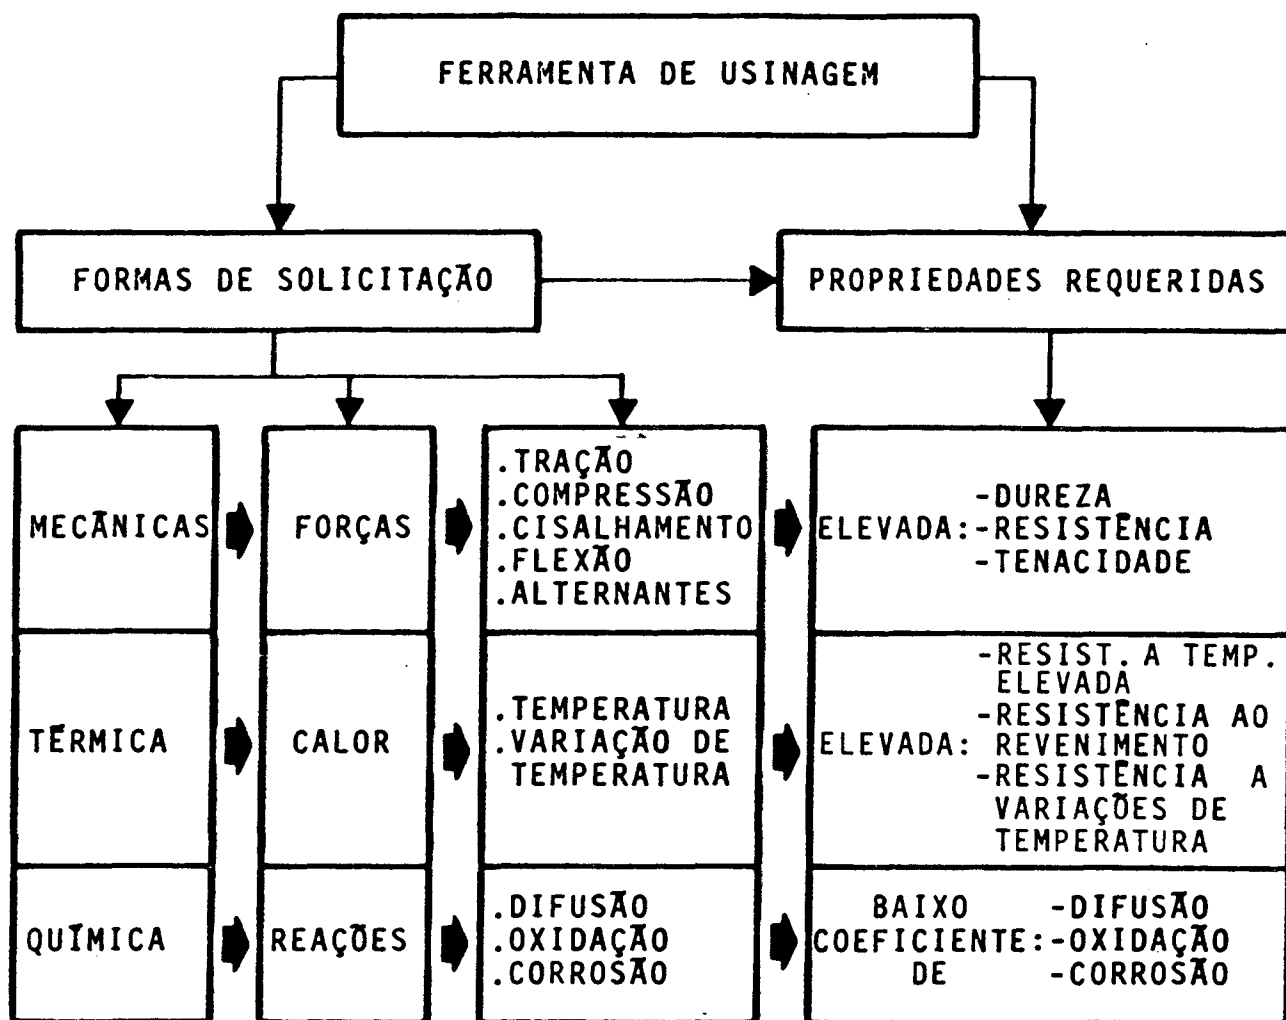 FERRAMENTA DE USINAGEM
FORMAS DE SOLICITAÇÃO
PROPRIEDADES REQUERIDAS
MECÂNICAS
FORÇAS
.TRAÇÃO
.COMPRESSÃO
.CISALHAMENTO
.FLEXÃO
.ALTERNANTES
ELEVADA:
-DUREZA
-RESISTÊNCIA
-TENACIDADE
TÉRMICA
CALOR
.TEMPERATURA
.VARIAÇÃO DE
TEMPERATURA
ELEVADA:
-RESIST. A TEMP.
ELEVADA
-RESISTÊNCIA AO
REVENIMENTO
-RESISTÊNCIA A
VARIAÇÕES DE
TEMPERATURA
QUÍMICA
REAÇÕES
.DIFUSÃO
.OXIDAÇÃO
.CORROSÃO
BAIXO
COEFICIENTE:
DE
-DIFUSÃO
-OXIDAÇÃO
-CORROSÃO